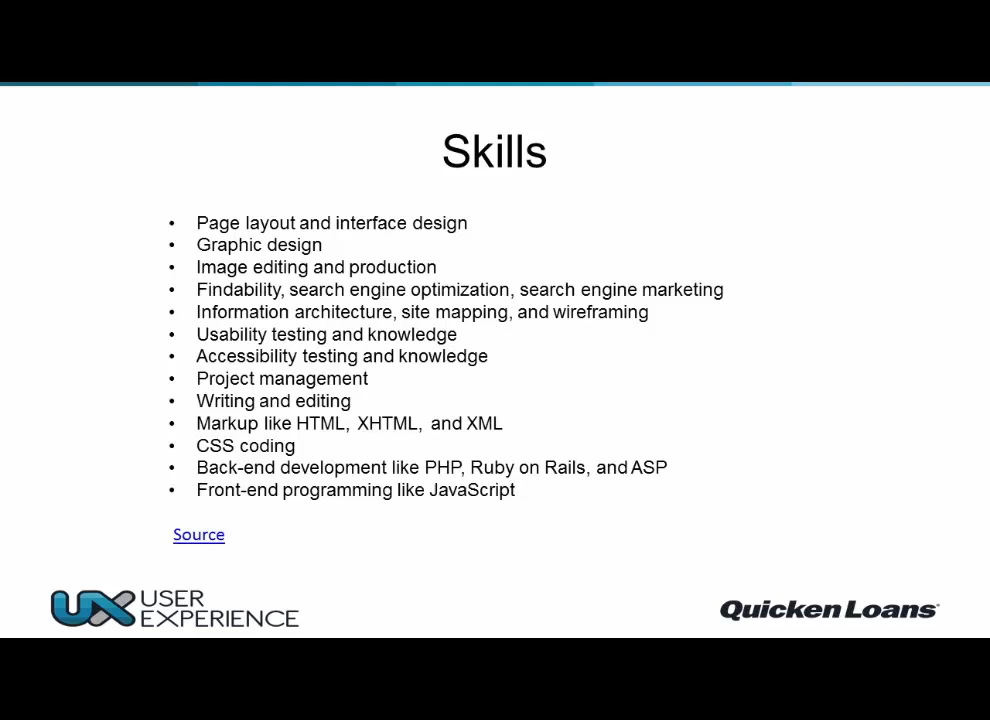 Skills
• Page layout and interface design
• Graphic design
• Image editing and production
• Findability, search engine optimization, search engine marketing
• Information architecture, site mapping, and wireframing
• Usability testing and knowledge
• Accessibility testing and knowledge
• Project management
• Writing and editing
• Markup like HTML, XHTML, and XML
• CSS coding
• Back-end development like PHP, Ruby on Rails, and ASP
• Front-end programming like JavaScript
Source
UX USER
EXPERIENCE
Quicken Loans